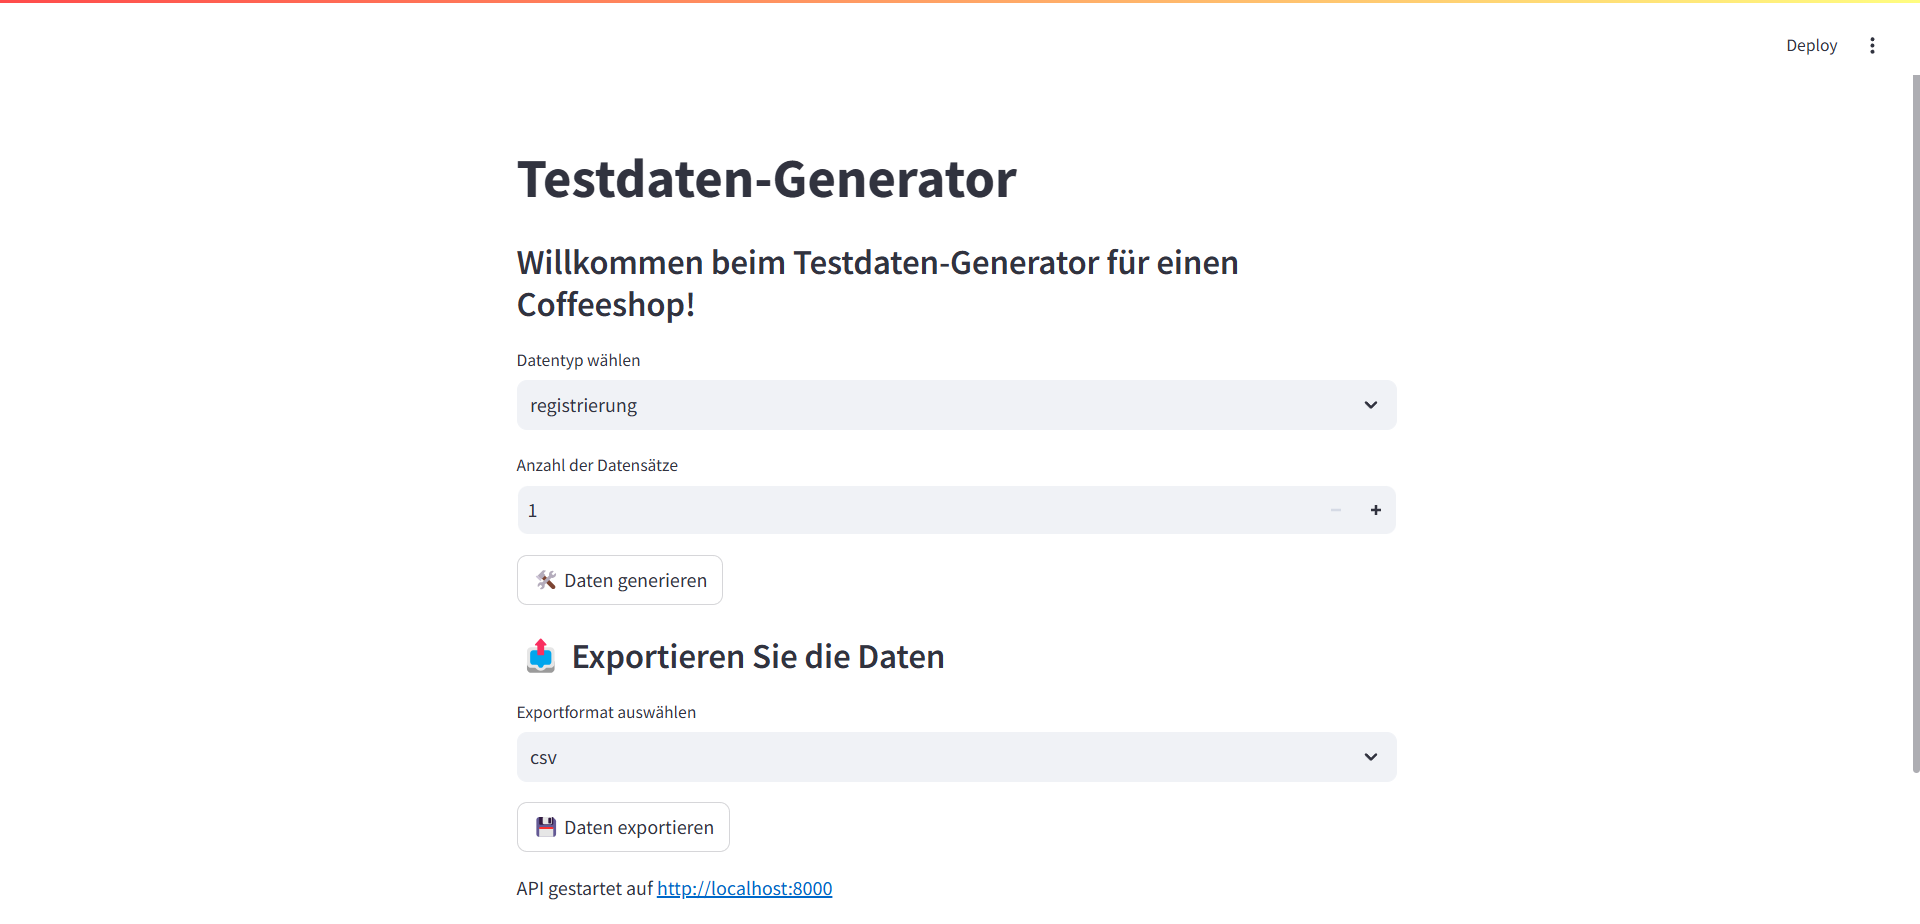 Deploy
Testdaten-Generator
Willkommen beim Testdaten-Generator für einen
Coffeeshop!
Datentyp wählen
registrierung
Anzahl der Datensätze
1
Daten generieren
Exportieren Sie die Daten
Exportformat auswählen
csv
Daten exportieren
API gestartet auf http://localhost:8000